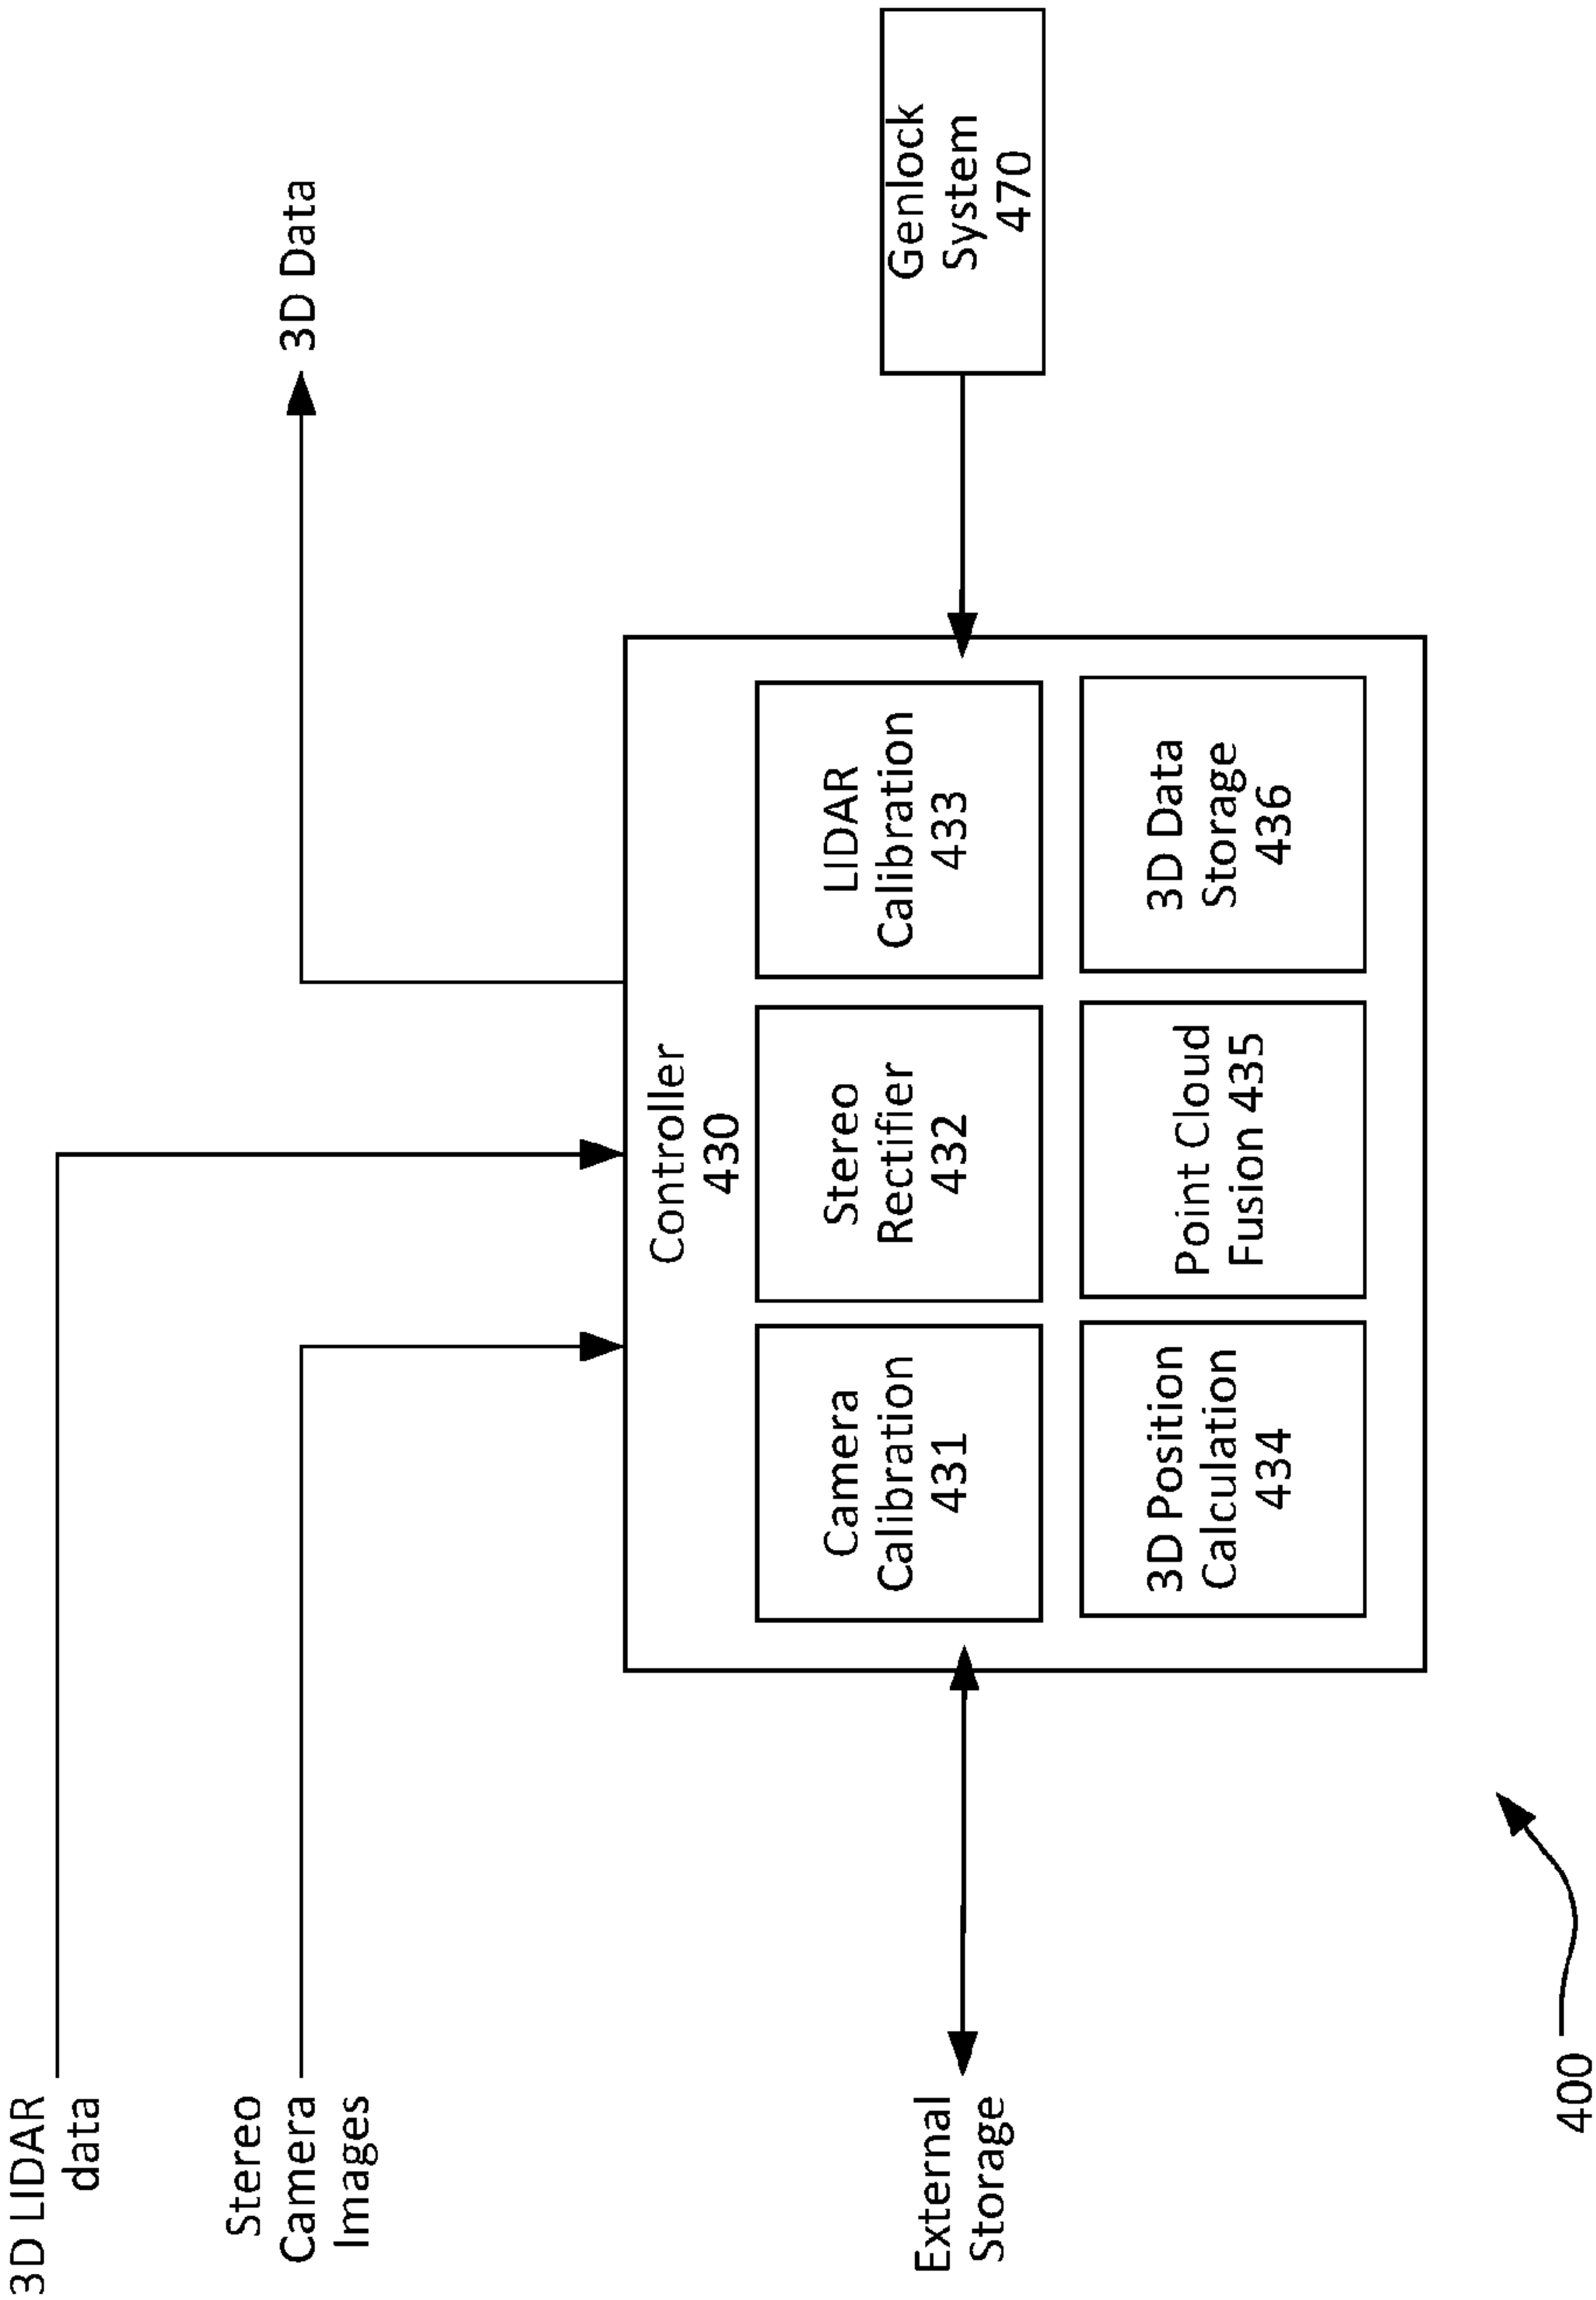 3D LIDAR
data
Stereo
Camera
Images
3D Data
Controller
430
Camera
Calibration
431
Stereo
Rectifier
432
LIDAR
Calibration
433
3D Position
Calculation
434
Point Cloud
Fusion 435
3D Data
Storage
436
External
Storage
Genlock
System
470
400